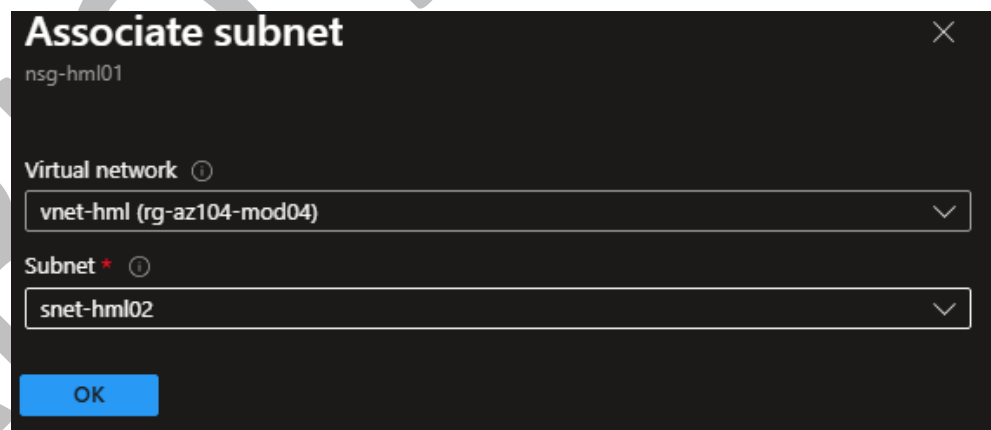 Associate subnet
nsg-hml01
Virtual network
vnet-hml (rg-az104-mod04)
Subnet *
snet-hml02
OK